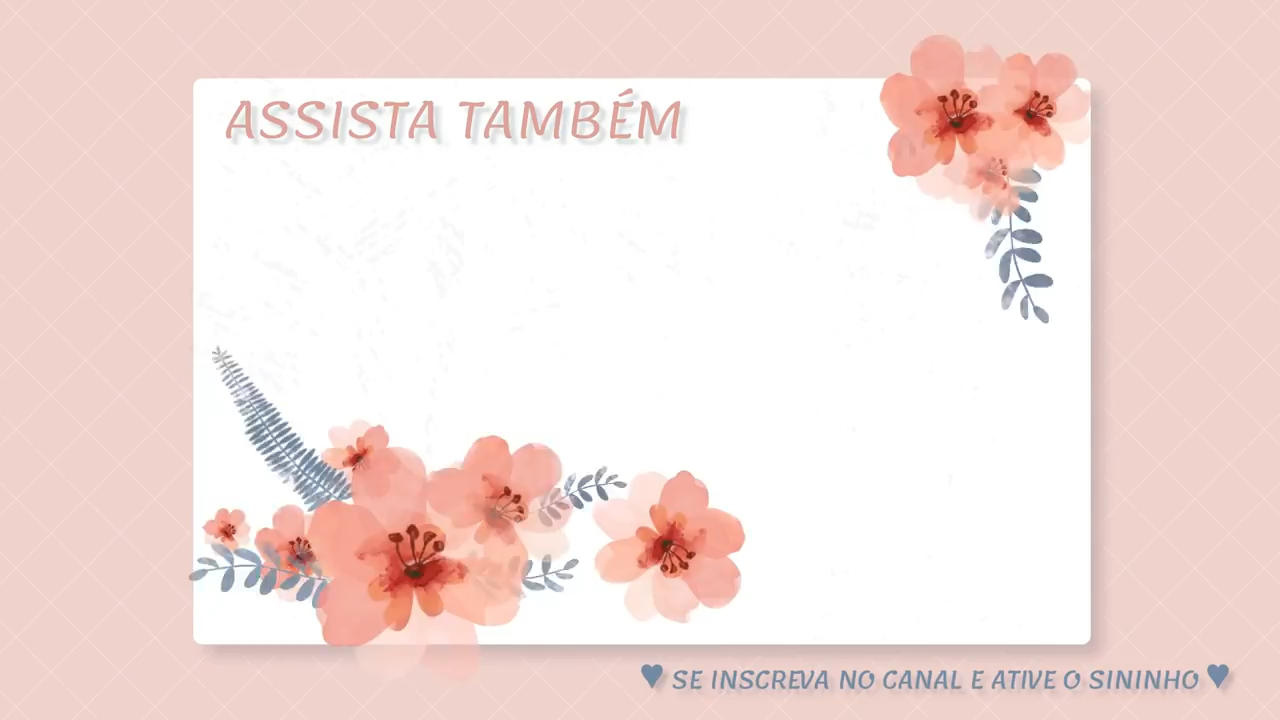 ASSISTA TAMBÉM
♥ SE INSCREVA NO CANAL E ATIVE O SININHO ♥